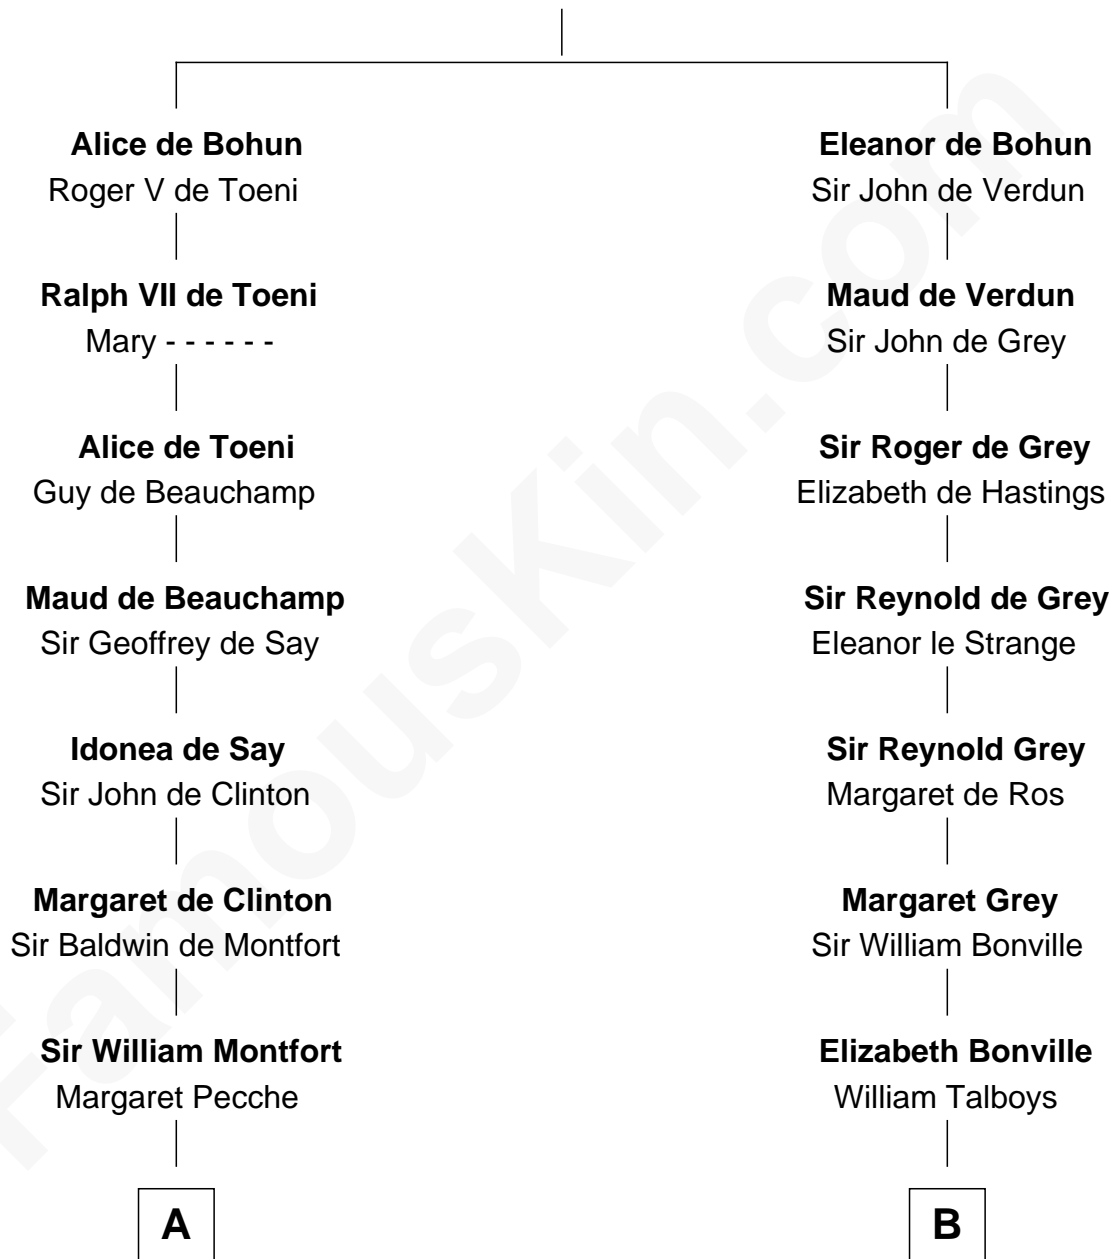 Alice de Bohun
Roger V de Toeni
Ralph VII de Toeni
Mary - - - - - -
Alice de Toeni
Guy de Beauchamp
Maud de Beauchamp
Sir Geoffrey de Say
Idonea de Say
Sir John de Clinton
Margaret de Clinton
Sir Baldwin de Montfort
Sir William Montfort
Margaret Pecche
A
Eleanor de Bohun
Sir John de Verdun
Maud de Verdun
Sir John de Grey
Sir Roger de Grey
Elizabeth de Hastings
Sir Reynold de Grey
Eleanor le Strange
Sir Reynold Grey
Margaret de Ros
Margaret Grey
Sir William Bonville
Elizabeth Bonville
William Talboys
B
FamousKin.com